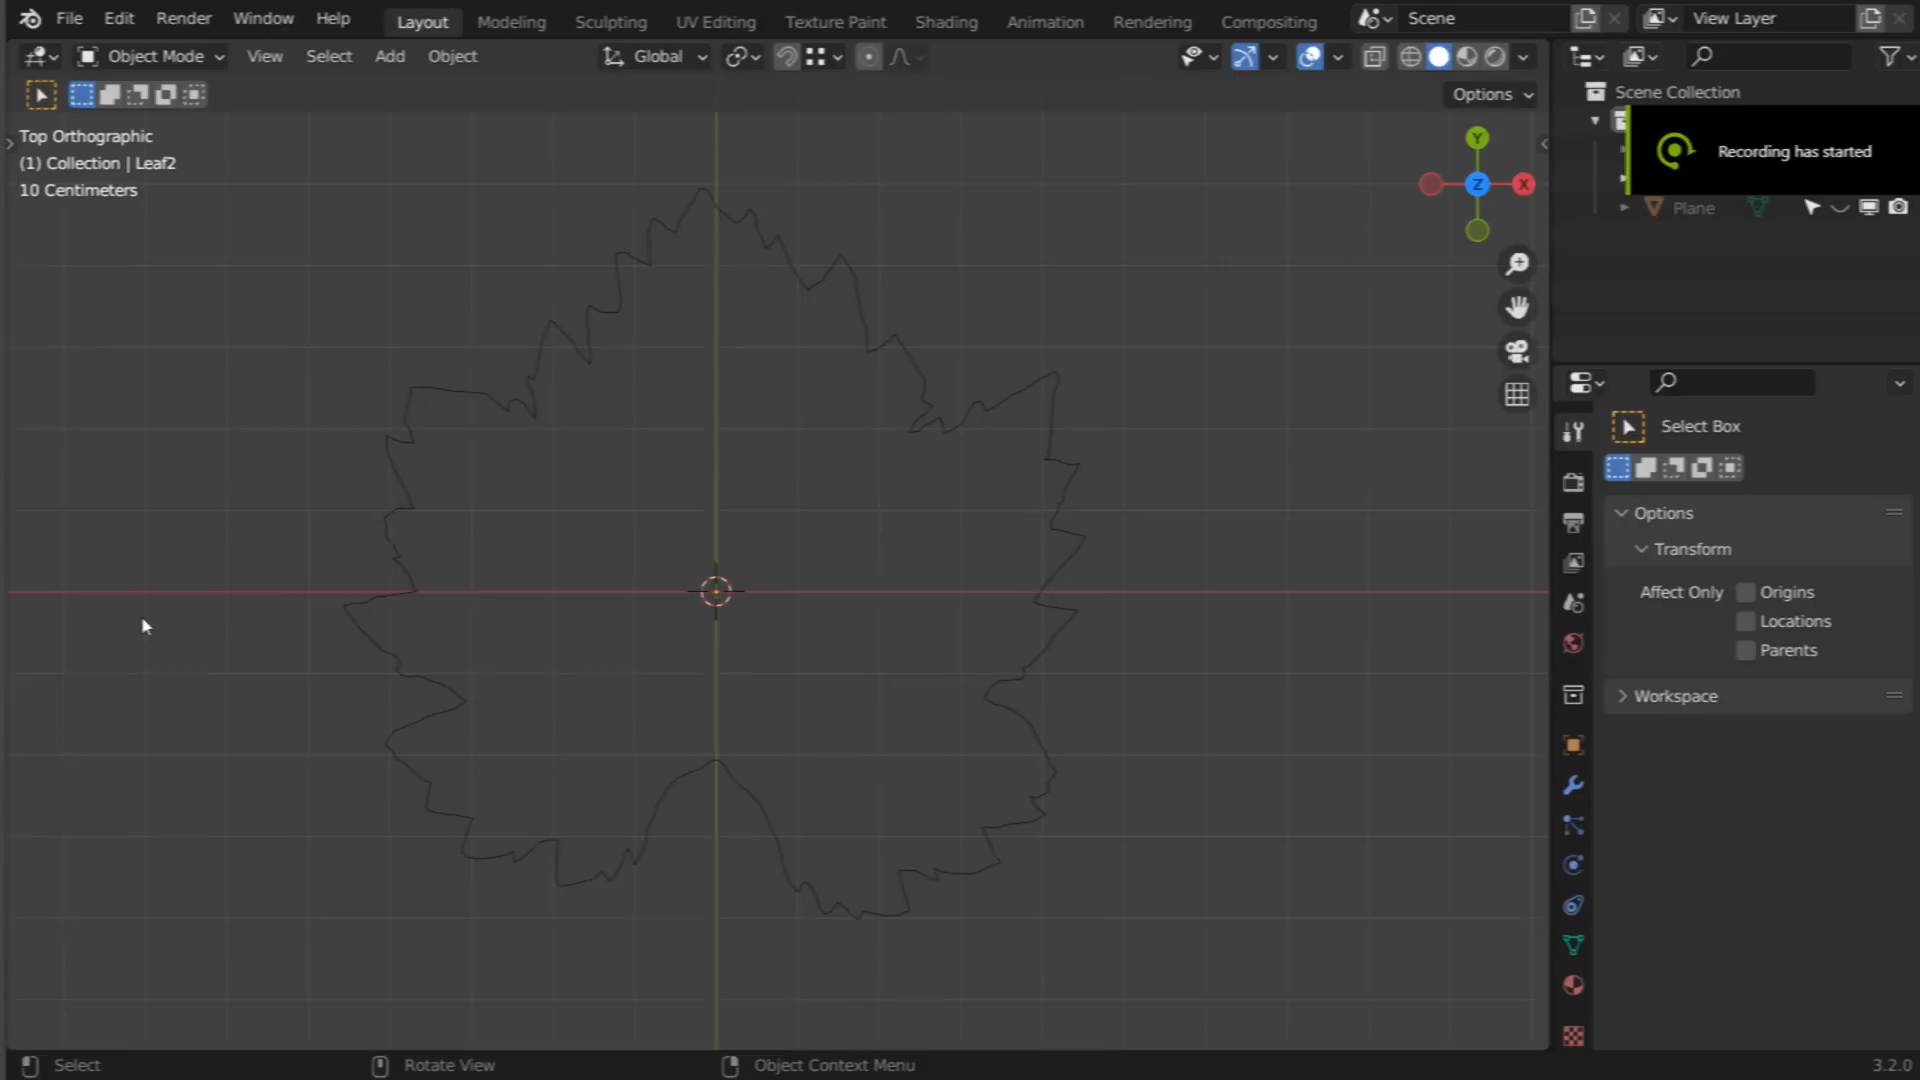 File Edit Render Window Help Layout Modeling Sculpting UV Editing Texture Paint Shading Animation Rendering Compositing Scene View Layer
Object Mode View Select Add Object Global
Options
Top Orthographic
(1) Collection | Leaf2
10 Centimeters
Y
Z X
Scene Collection
Recording has started
Plane
Select Box
Options
Transform
Affect Only Origins
Locations
Parents
Workspace
Select Rotate View Object Context Menu 3.2.0